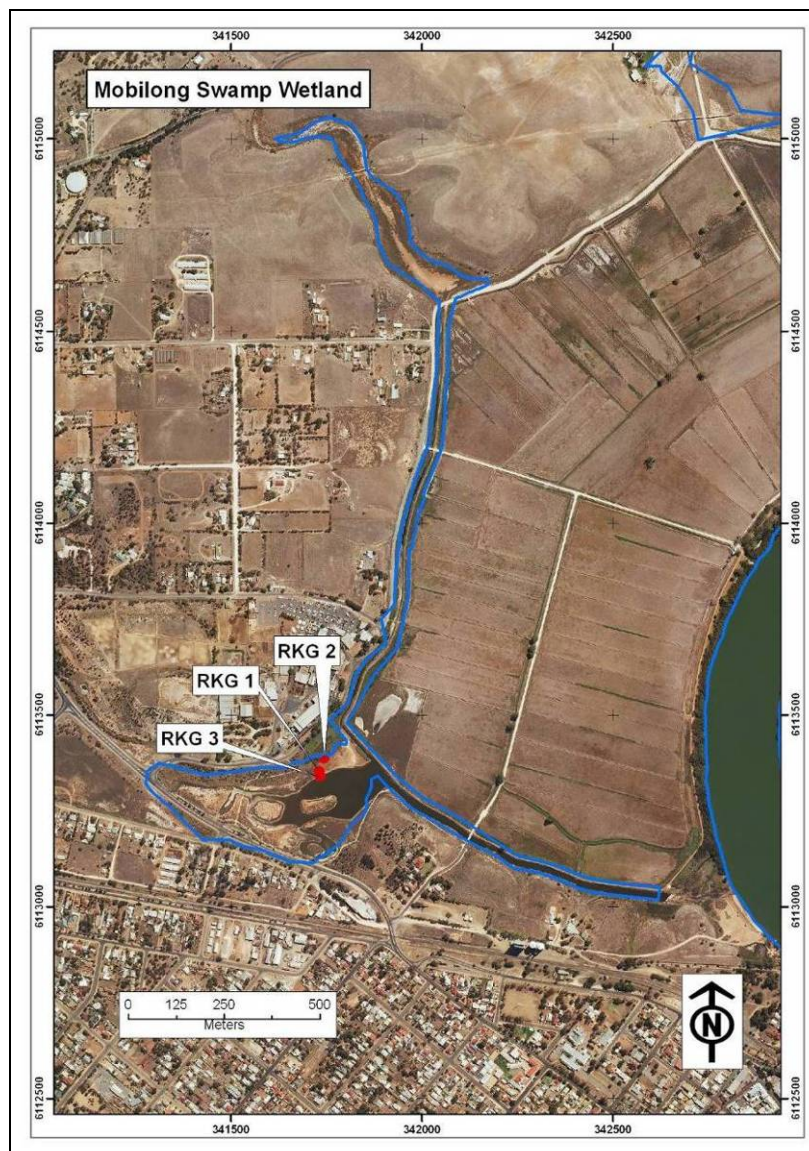 341500 342000 342500
Mobilong Swamp Wetland
6115000 6115000
6114500 6114500
6114000 6114000
6113500 6113500
RKG 2
RKG 1
RKG 3
6113000 6113000
0 125 250 500
Meters
N
6112500 6112500
341500 342000 342500